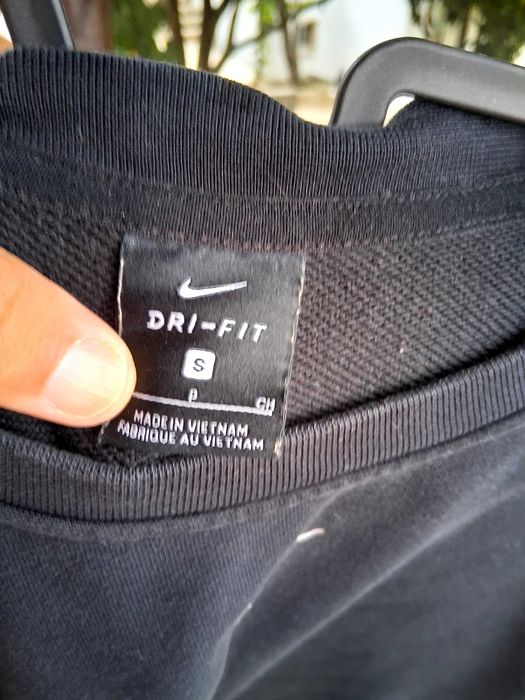 DRI-FIT
S
P CH
MADE IN VIETNAM
FABRIQUE AU VIETNAM